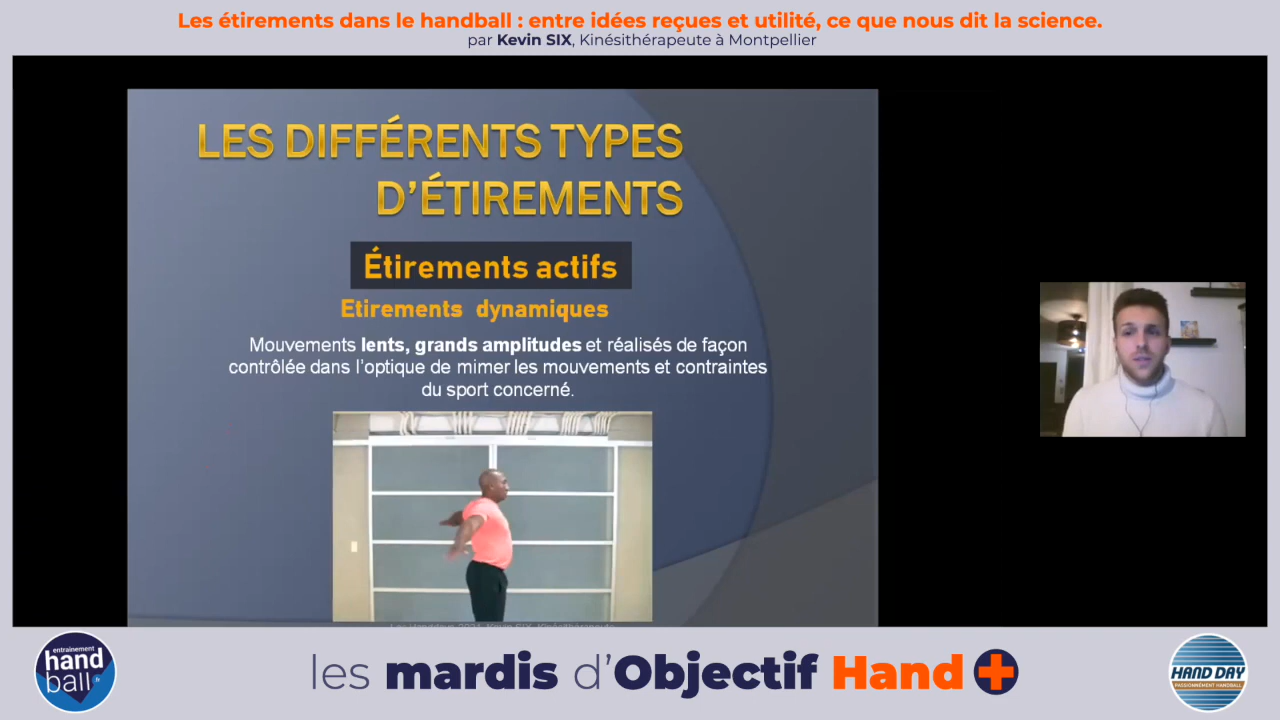 Les étirements dans le handball : entre idées reçues et utilité, ce que nous dit la science.
par Kevin SIX, Kinésithérapeute à Montpellier
LES DIFFÉRENTS TYPES
D'ÉTIREMENTS
Étirements actifs
Etirements dynamiques
Mouvements lents, grands amplitudes et réalisés de façon
contrôlée dans l'optique de mimer les mouvements et contraintes
du sport concerné.
entrainement
hand
ball.fr
les mardis d'Objectif Hand+
HAND DAY
PASSIONNÉMENT HANDBALL